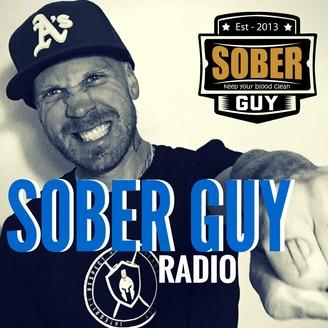 A's
Est - 2013
SOBER
Keep your blood clean
GUY
SOBER GUY
RADIO